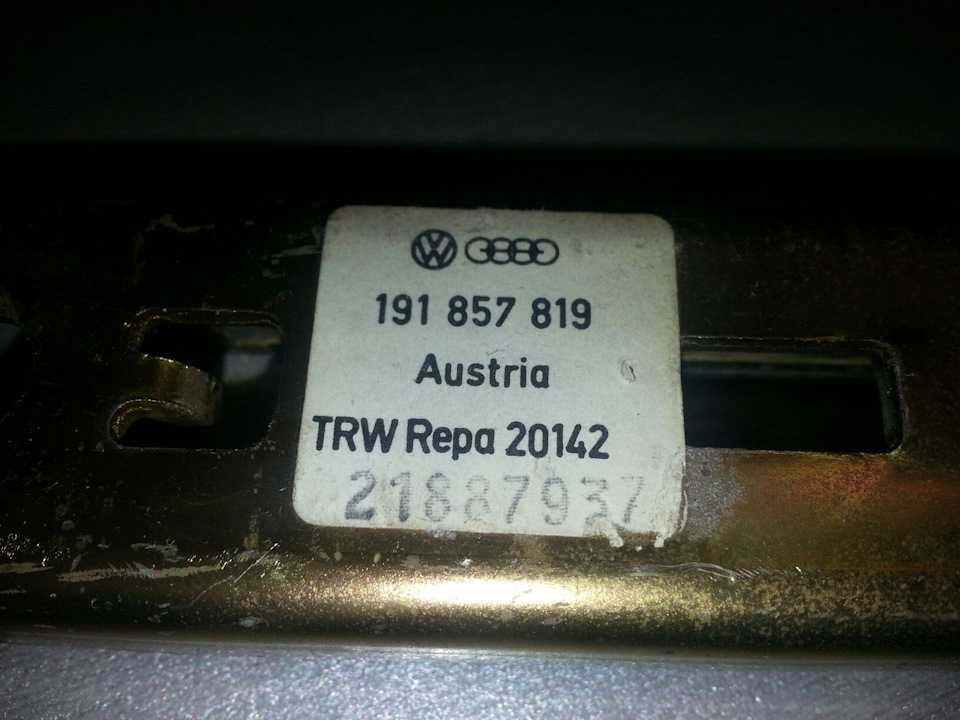 191 857 819
Austria
TRW Repa 20142
21887937